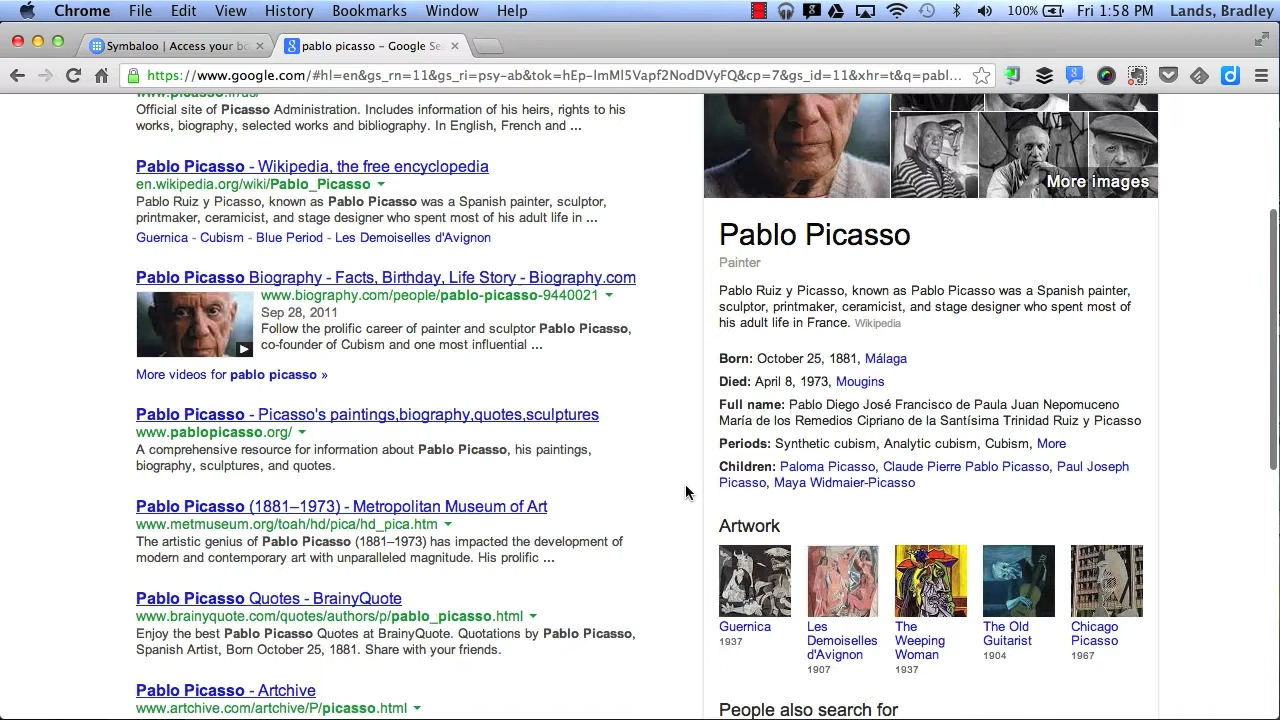 Chrome File Edit View History Bookmarks Window Help 100% Fri 1:58 PM Lands, Bradley
Symbaloo | Access your bo
pablo picasso - Google Se
https://www.google.com/#hl=en&gs_rn=11&gs_ri=psy-ab&tok=hEp-ImMl5Vapf2NodDVyFQ&cp=7&gs_id=11&xhr=t&q=pabl...
Official site of Picasso Administration. Includes information of his heirs, rights to his
works, biography, selected works and bibliography. In English, French and ...
Pablo Picasso - Wikipedia, the free encyclopedia
en.wikipedia.org/wiki/Pablo_Picasso
Pablo Ruiz y Picasso, known as Pablo Picasso was a Spanish painter, sculptor,
printmaker, ceramicist, and stage designer who spent most of his adult life in ...
Guernica - Cubism - Blue Period - Les Demoiselles d'Avignon
Pablo Picasso Biography - Facts, Birthday, Life Story - Biography.com
www.biography.com/people/pablo-picasso-9440021
Sep 28, 2011
Follow the prolific career of painter and sculptor Pablo Picasso,
co-founder of Cubism and one most influential ...
More videos for pablo picasso »
Pablo Picasso - Picasso's paintings,biography,quotes,sculptures
www.pablopicasso.org/
A comprehensive resource for information about Pablo Picasso, his paintings,
biography, sculptures, and quotes.
Pablo Picasso (1881–1973) - Metropolitan Museum of Art
www.metmuseum.org/toah/hd/pica/hd_pica.htm
The artistic genius of Pablo Picasso (1881–1973) has impacted the development of
modern and contemporary art with unparalleled magnitude. His prolific ...
Pablo Picasso Quotes - BrainyQuote
www.brainyquote.com/quotes/authors/p/pablo_picasso.html
Enjoy the best Pablo Picasso Quotes at BrainyQuote. Quotations by Pablo Picasso,
Spanish Artist, Born October 25, 1881. Share with your friends.
Pablo Picasso - Artchive
www.artchive.com/artchive/P/picasso.html
More images
Pablo Picasso
Painter
Pablo Ruiz y Picasso, known as Pablo Picasso was a Spanish painter,
sculptor, printmaker, ceramicist, and stage designer who spent most of
his adult life in France. Wikipedia
Born: October 25, 1881, Málaga
Died: April 8, 1973, Mougins
Full name: Pablo Diego José Francisco de Paula Juan Nepomuceno
María de los Remedios Cipriano de la Santísima Trinidad Ruiz y Picasso
Periods: Synthetic cubism, Analytic cubism, Cubism, More
Children: Paloma Picasso, Claude Pierre Pablo Picasso, Paul Joseph
Picasso, Maya Widmaier-Picasso
Artwork
Guernica
1937
Les
Demoiselles
d'Avignon
1907
The
Weeping
Woman
1937
The Old
Guitarist
1904
Chicago
Picasso
1967
People also search for